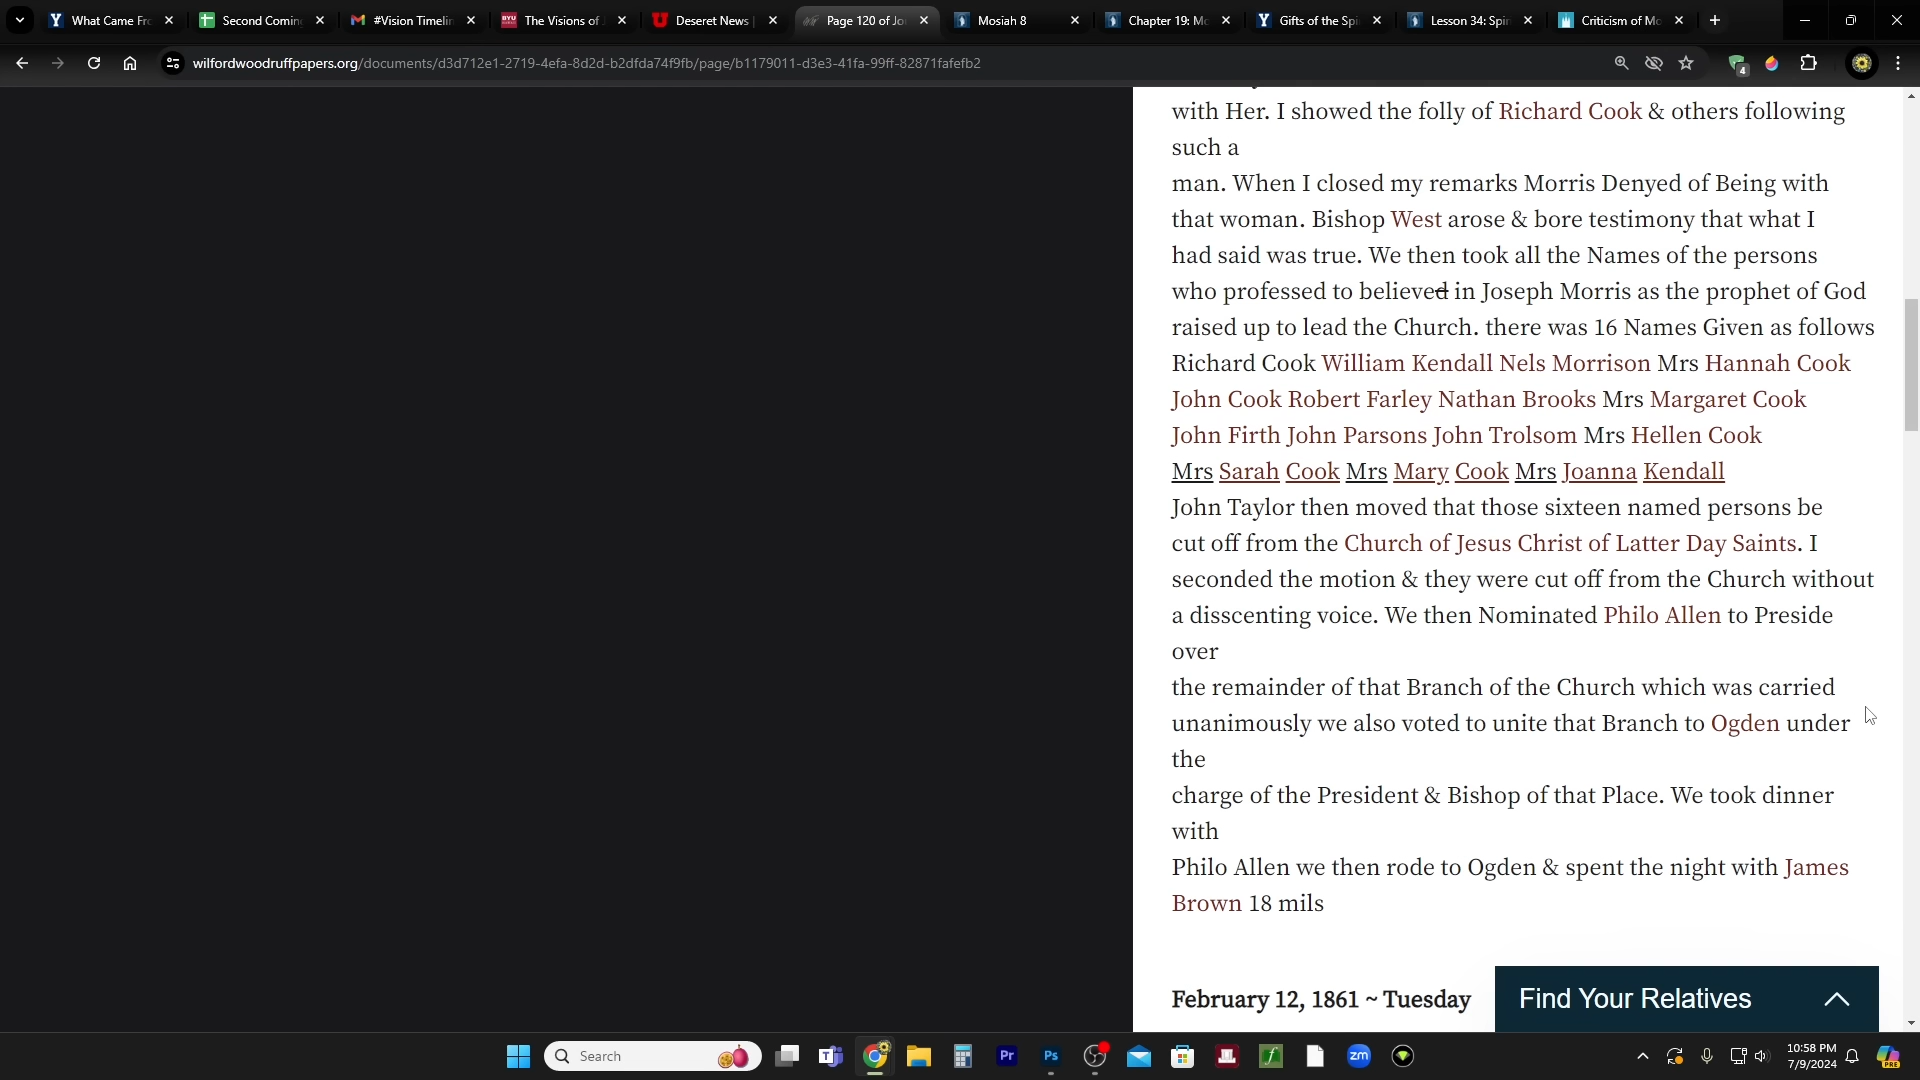 What Came Fr
Second Comin
#Vision Timelin
The Visions of J
Deseret News |
Page 120 of Jo
Mosiah 8
Chapter 19: M
Gifts of the Spi
Lesson 34: Spi
Criticism of Mo
wilfordwoodruffpapers.org/documents/d3d712e1-2719-4efa-8d2d-b2dfda74f9fb/page/b1179011-d3e3-41fa-99ff-82871fafefb2
with Her. I showed the folly of Richard Cook & others following
such a
man. When I closed my remarks Morris Denyed of Being with
that woman. Bishop West arose & bore testimony that what I
had said was true. We then took all the Names of the persons
who professed to believed in Joseph Morris as the prophet of God
raised up to lead the Church. there was 16 Names Given as follows
Richard Cook William Kendall Nels Morrison Mrs Hannah Cook
John Cook Robert Farley Nathan Brooks Mrs Margaret Cook
John Firth John Parsons John Trolsom Mrs Hellen Cook
Mrs Sarah Cook Mrs Mary Cook Mrs Joanna Kendall
John Taylor then moved that those sixteen named persons be
cut off from the Church of Jesus Christ of Latter Day Saints. I
seconded the motion & they were cut off from the Church without
a disscenting voice. We then Nominated Philo Allen to Preside
over
the remainder of that Branch of the Church which was carried
unanimously we also voted to unite that Branch to Ogden under
the
charge of the President & Bishop of that Place. We took dinner
with
Philo Allen we then rode to Ogden & spent the night with James
Brown 18 mils
February 12, 1861 ~ Tuesday
Find Your Relatives
Search
10:58 PM
7/9/2024